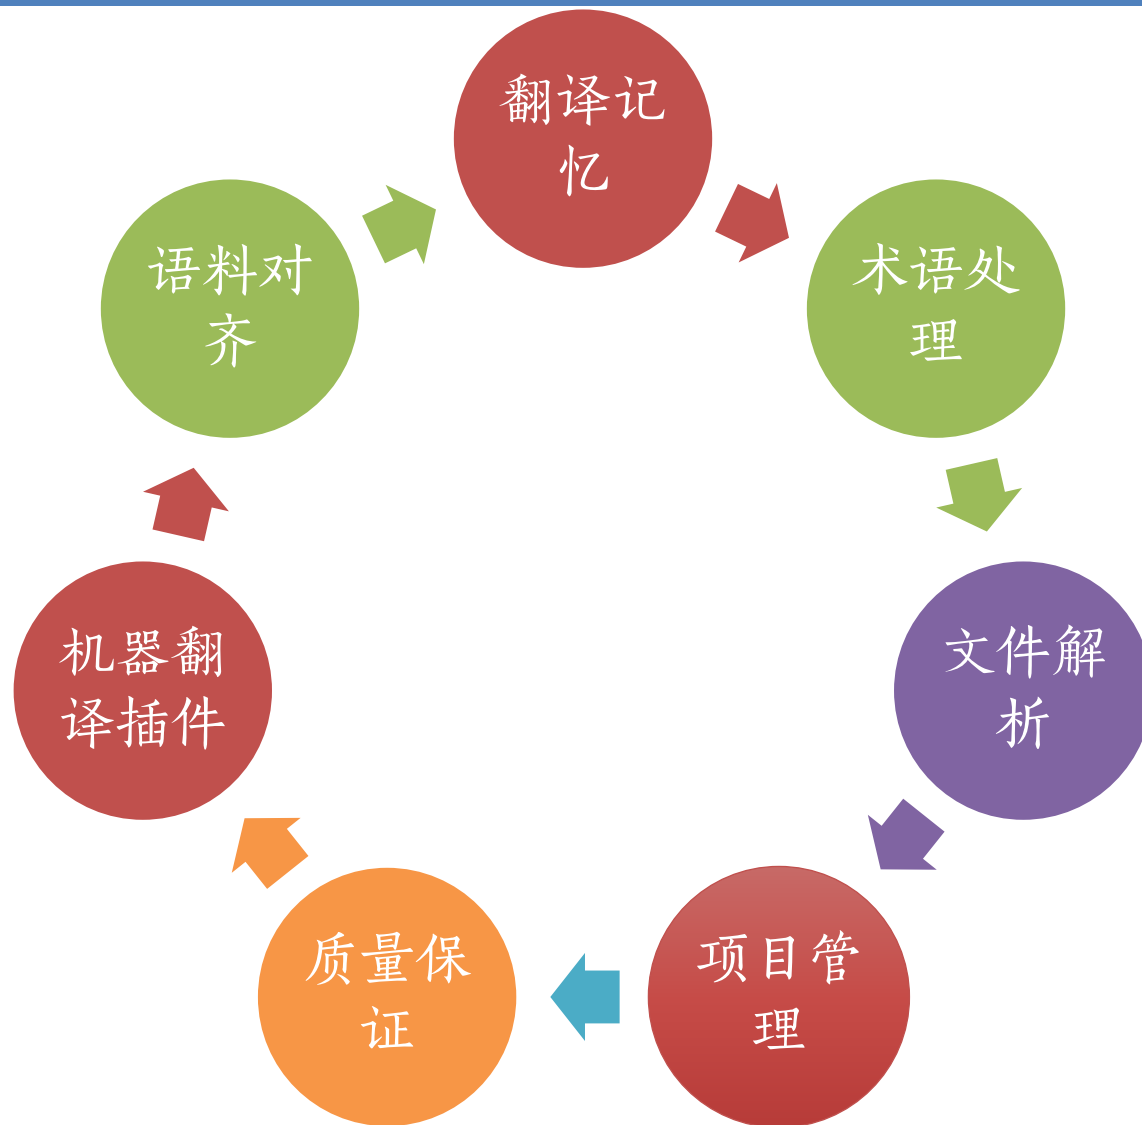 翻译记
忆
术语处
理
文件解
析
项目管
理
质量保
证
机器翻
译插件
语料对
齐